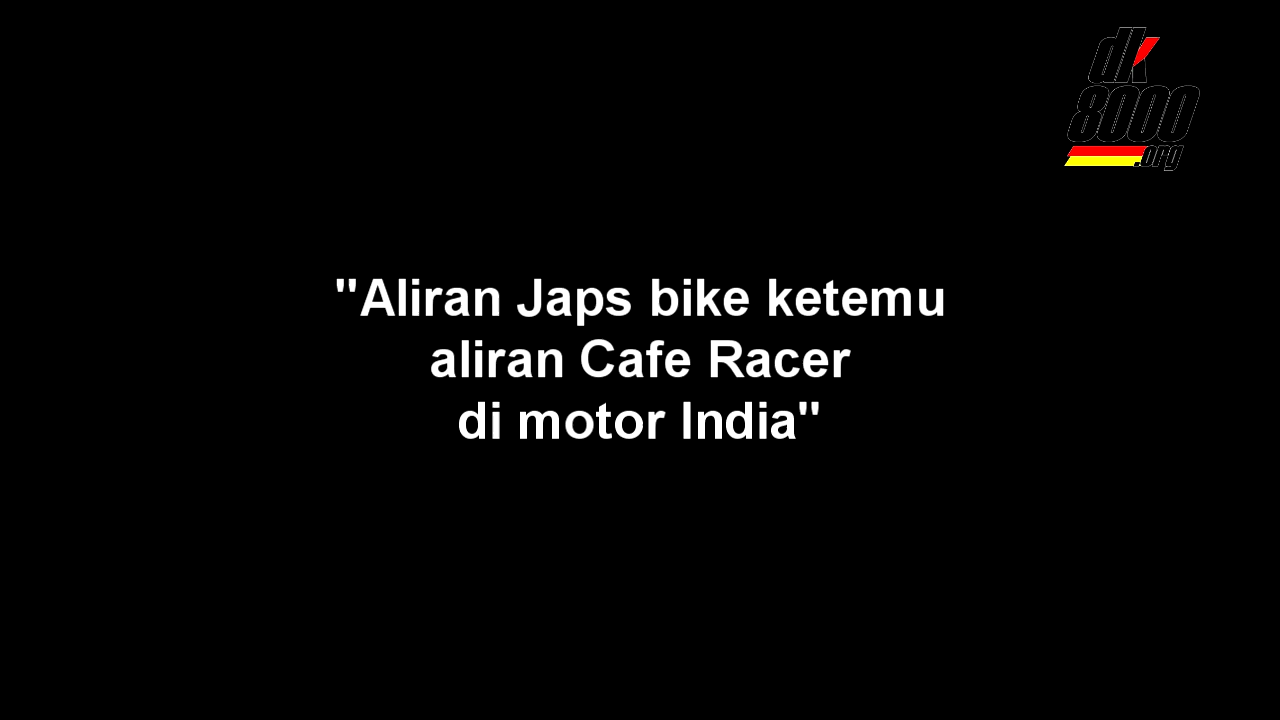 dk
8000
.org
"Aliran Japs bike ketemu
aliran Cafe Racer
di motor India"